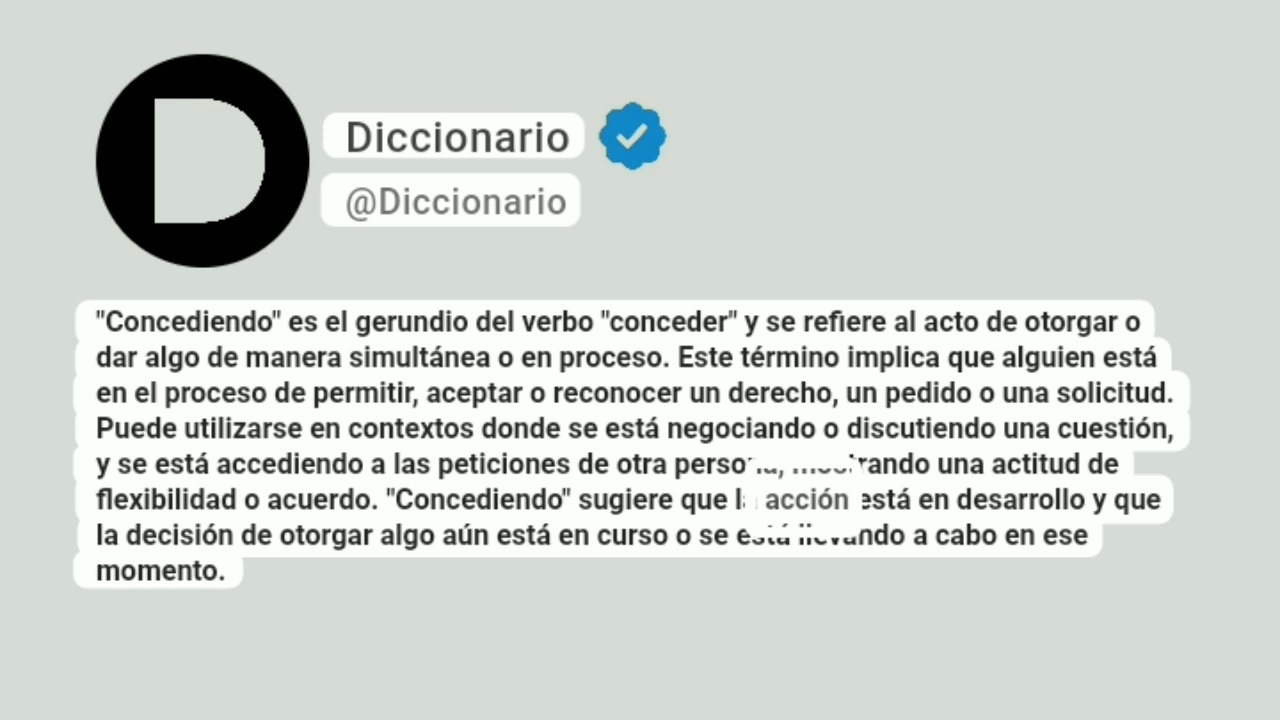 D
Diccionario
@Diccionario
"Concediendo" es el gerundio del verbo "conceder" y se refiere al acto de otorgar o
dar algo de manera simultánea o en proceso. Este término implica que alguien está
en el proceso de permitir, aceptar o reconocer un derecho, un pedido o una solicitud.
Puede utilizarse en contextos donde se está negociando o discutiendo una cuestión,
y se está accediendo a las peticiones de otra persona, mostrando una actitud de
flexibilidad o acuerdo. "Concediendo" sugiere que la acción está en desarrollo y que
la decisión de otorgar algo aún está en curso o se está llevando a cabo en ese
momento.